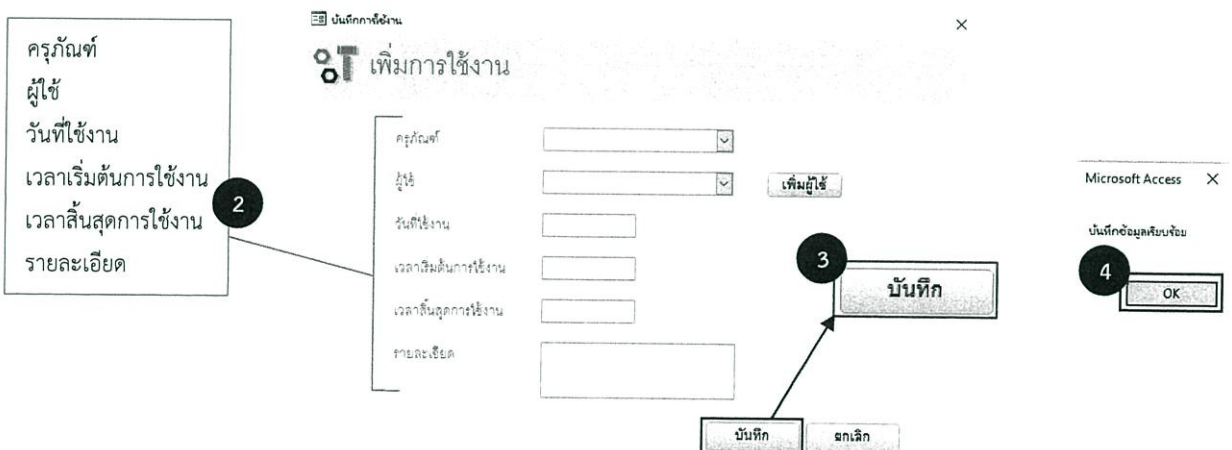 ครุภัณฑ์
ผู้ใช้
วันที่ใช้งาน
เวลาเริ่มต้นการใช้งาน
เวลาสิ้นสุดการใช้งาน
รายละเอียด
2
บันทึกการใช้งาน
เพิ่มการใช้งาน
ครุภัณฑ์
ผู้ใช้
เพิ่มผู้ใช้
วันที่ใช้งาน
เวลาเริ่มต้นการใช้งาน
เวลาสิ้นสุดการใช้งาน
รายละเอียด
บันทึก
ยกเลิก
3
บันทึก
Microsoft Access
บันทึกข้อมูลเรียบร้อย
4
OK